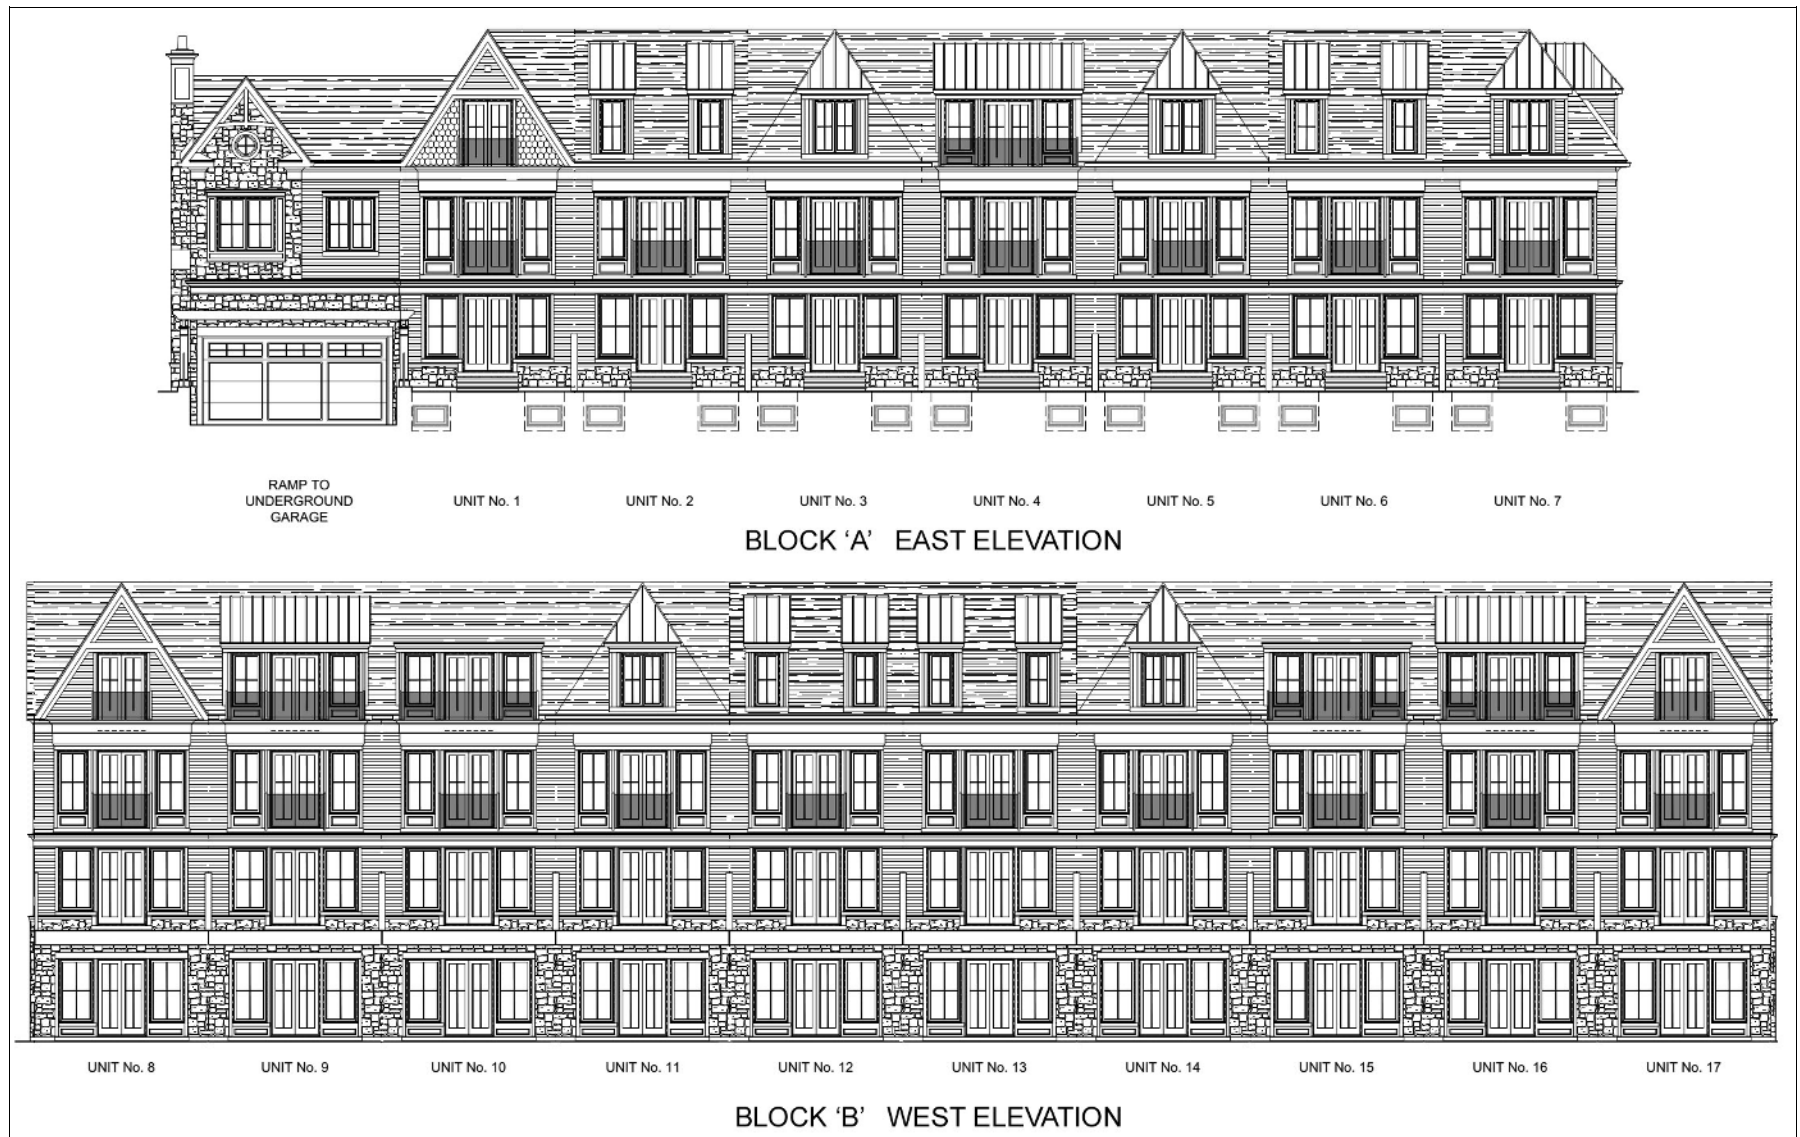 RAMP TO
UNDERGROUND
GARAGE
UNIT No. 1
UNIT No. 2
UNIT No. 3
UNIT No. 4
UNIT No. 5
UNIT No. 6
UNIT No. 7
BLOCK ‘A’ EAST ELEVATION
UNIT No. 8
UNIT No. 9
UNIT No. 10
UNIT No. 11
UNIT No. 12
UNIT No. 13
UNIT No. 14
UNIT No. 15
UNIT No. 16
UNIT No. 17
BLOCK ‘B’ WEST ELEVATION